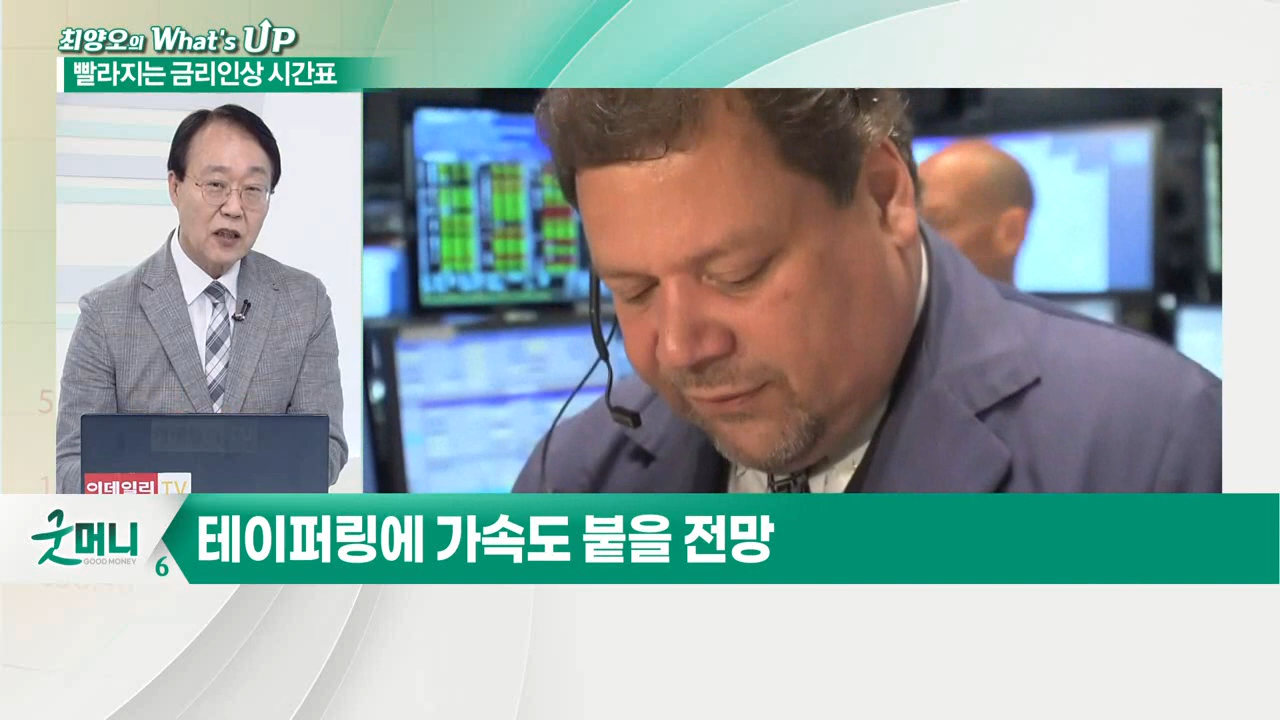 최양오의 What's UP
빨라지는 금리인상 시간표
이데일리 TV
굿머니
GOOD MONEY
6
테이퍼링에 가속도 붙을 전망